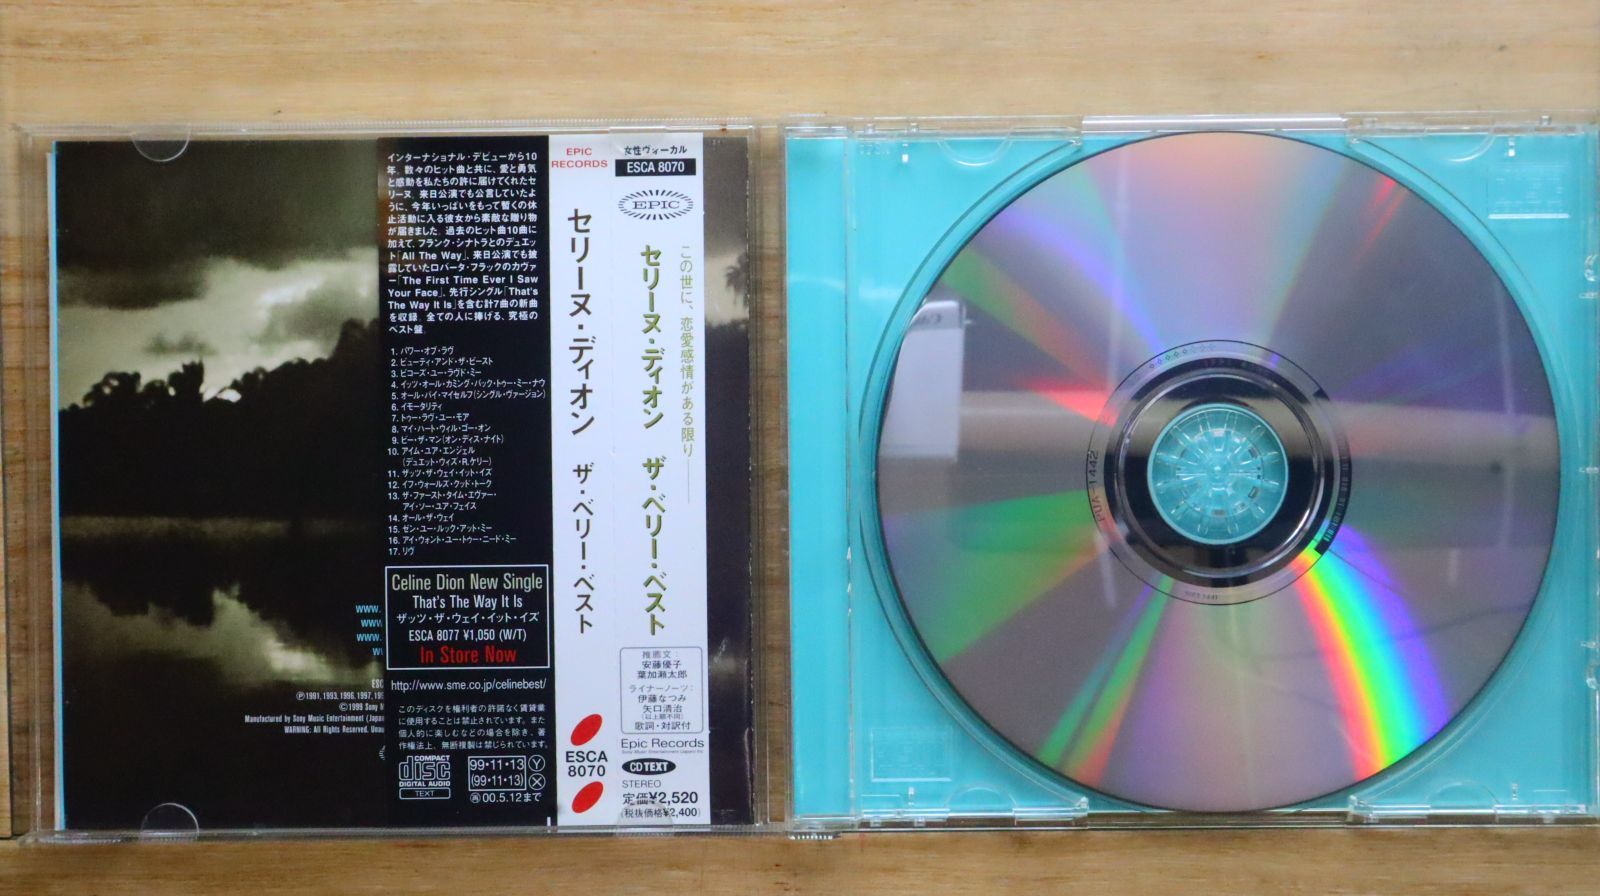 インターナショナル・デビューから10
年。数々のヒット曲と共に、愛と勇気
と感動を私たちの許に届けてくれたセ
リーヌ。来日公演でも公言していたよ
うに、今年いっぱいをもって暫くの休
止活動に入る彼女から素敵な贈り物
が届きました。過去のヒット曲10曲に
加えて、フランク・シナトラとのデュエッ
ト「All The Way」、来日公演でも披
露していたロバータ・フラックのカヴァ
ー「The First Time Ever I Saw
Your Face」、先行シングル「That's
The Way It Is」を含む計7曲の新曲
を収録。全ての人に捧げる、究極の
ベスト盤。
1. パワー・オブ・ラヴ
2. ビューティ・アンド・ザ・ビースト
3. ビコーズ・ユー・ラヴド・ミー
4. イッツ・オール・カミング・バック・トゥー・ミー・ナウ
5. オール・バイ・マイセルフ(シングル・ヴァージョン)
6. イモータリティ
7. トゥー・ラヴ・ユー・モア
8. マイ・ハート・ウィル・ゴー・オン
9. ビー・ザ・マン(オン・ディス・ナイト)
10. アイム・ユア・エンジェル
(デュエット・ウィズ・R.ケリー)
11. ザッツ・ザ・ウェイ・イット・イズ
12. イフ・ウォールズ・クッド・トーク
13. ザ・ファースト・タイム・エヴァー・
アイ・ソー・ユア・フェイス
14. オール・ザ・ウェイ
15. ゼン・ユー・ルック・アット・ミー
16. アイ・ウォント・ユー・トゥー・ニード・ミー
17. リヴ
Celine Dion New Single
That's The Way It Is
ザッツ・ザ・ウェイ・イット・イズ
ESCA 8077 ¥1,050 (W/T)
In Store Now
http://www.sme.co.jp/celinebest/
このディスクを権利者の許諾なく賃貸業
に使用することは禁止されています。また
個人的に楽しむなどの場合を除き、著
作権法上、無断複製は禁じられています。
COMPACT
disc
DIGITAL AUDIO
TEXT
99・11・13 Y
(99・11・13) X
再 00.5.12まで
www.
www
www.
w
ESC
℗1991, 1993, 1996, 1997, 199
©1999 Sony M
Manufactured by Sony Music Entertainment (Japa
WARNING: All Rights Reserved. Unau
EPIC
RECORDS
セリーヌ・ディオン ザ・ベリー・ベスト
ESCA
8070
女性ヴォーカル
ESCA 8070
EPIC
この世に、恋愛感情がある限り――
セリーヌ・ディオン ザ・ベリー・ベスト
推薦文:
安藤優子
葉加瀬太郎
ライナーノーツ:
伊藤なつみ
矢口清治
(以上順不同)
歌詞・対訳付
Epic Records
Sony Music Entertainment (Japan) Inc.
CD TEXT
STEREO
定価¥2,520
(税抜価格¥2,400)
PUA-1442